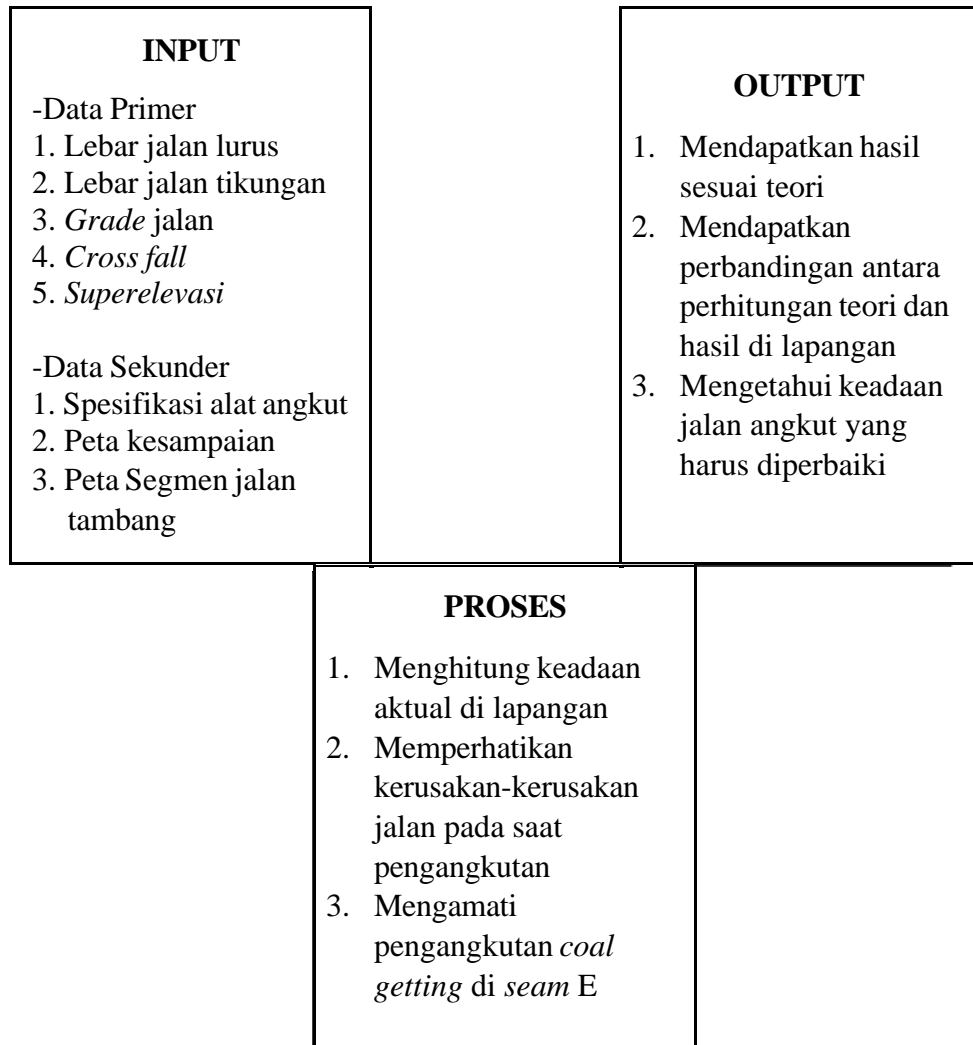 INPUT
-Data Primer
1. Lebar jalan lurus
2. Lebar jalan tikungan
3. Grade jalan
4. Cross fall
5. Superelevasi
-Data Sekunder
1. Spesifikasi alat angkut
2. Peta kesampaian
3. Peta Segmen jalan
tambang
OUTPUT
1. Mendapatkan hasil
sesuai teori
2. Mendapatkan
perbandingan antara
perhitungan teori dan
hasil di lapangan
3. Mengetahui keadaan
jalan angkut yang
harus diperbaiki
PROSES
1. Menghitung keadaan
aktual di lapangan
2. Memperhatikan
kerusakan-kerusakan
jalan pada saat
pengangkutan
3. Mengamati
pengangkutan coal
getting di seam E